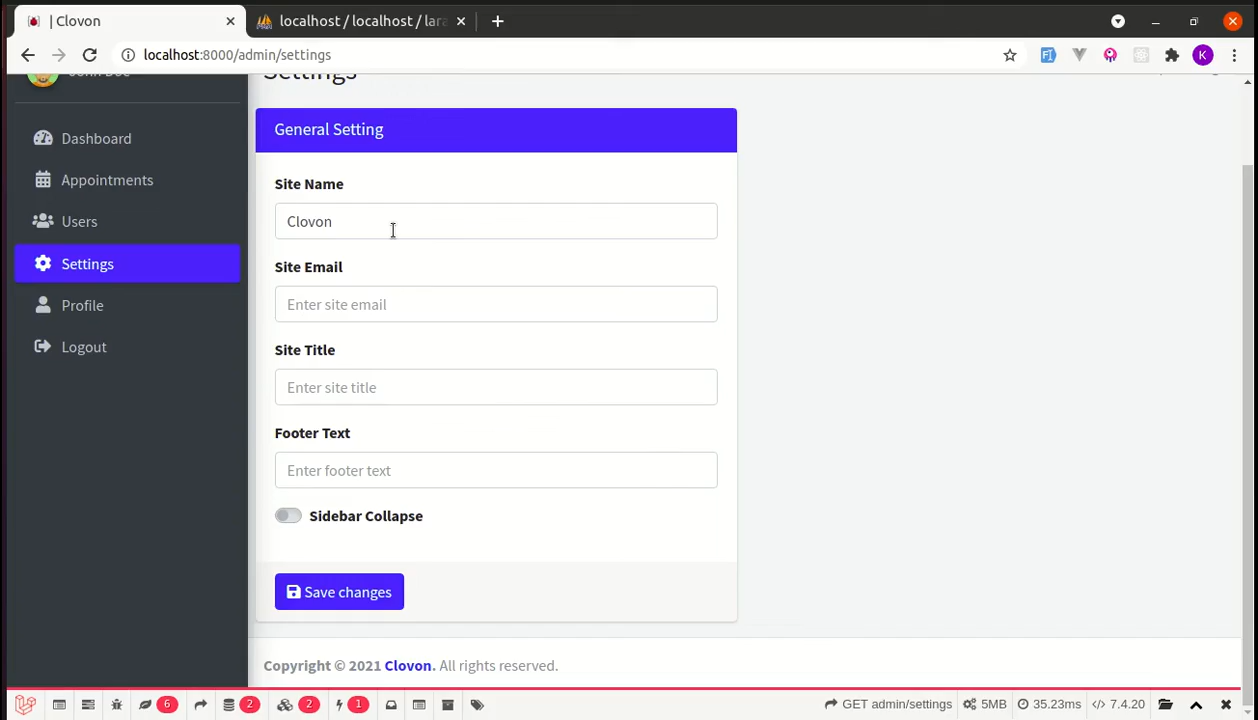 | Clovon
localhost / localhost / lara
localhost:8000/admin/settings
K
John Doe
Settings
Dashboard
Appointments
Users
Settings
Profile
Logout
General Setting
Site Name
Clovon
Site Email
Enter site email
Site Title
Enter site title
Footer Text
Enter footer text
Sidebar Collapse
Save changes
Copyright © 2021 Clovon. All rights reserved.
6 2 2 1 GET admin/settings 5MB 35.23ms 7.4.20